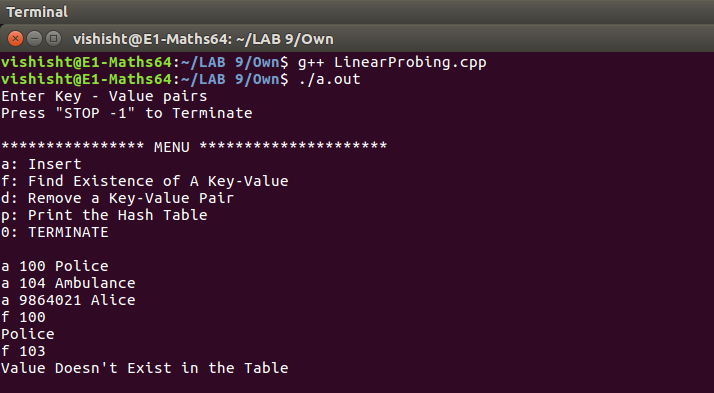 Terminal
vishisht@E1-Maths64: ~/LAB 9/Own
vishisht@E1-Maths64:~/LAB 9/Own$ g++ LinearProbing.cpp
vishisht@E1-Maths64:~/LAB 9/Own$ ./a.out
Enter Key - Value pairs
Press "STOP -1" to Terminate
**************** MENU *********************
a: Insert
f: Find Existence of A Key-Value
d: Remove a Key-Value Pair
p: Print the Hash Table
0: TERMINATE
a 100 Police
a 104 Ambulance
a 9864021 Alice
f 100
Police
f 103
Value Doesn't Exist in the Table